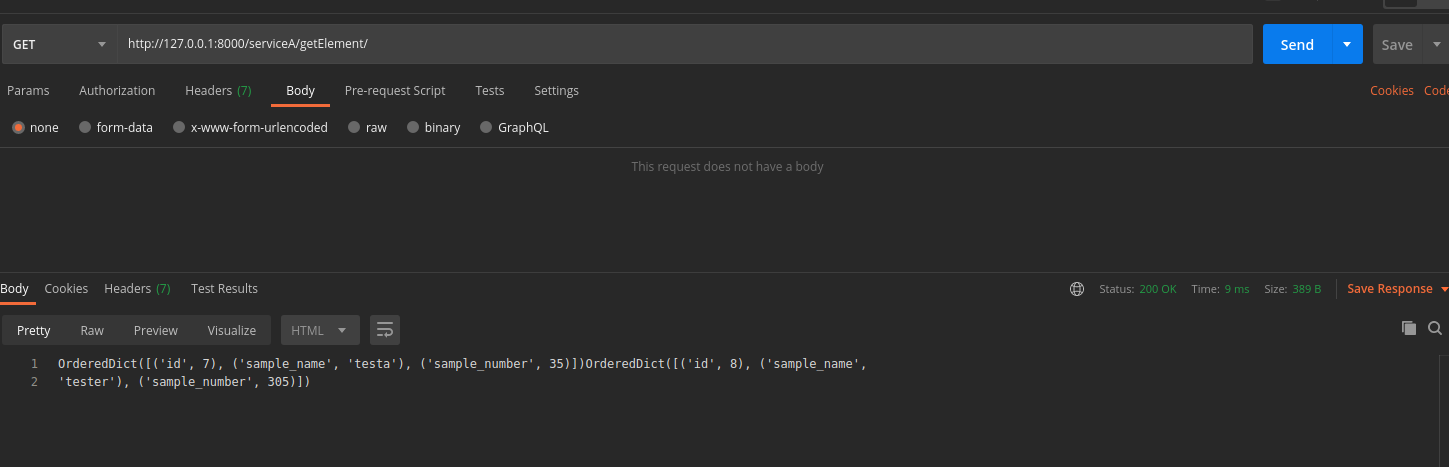 GET http://127.0.0.1:8000/serviceA/getElement/ Send Save
Params Authorization Headers (7) Body Pre-request Script Tests Settings Cookies Code
none form-data x-www-form-urlencoded raw binary GraphQL
This request does not have a body
Body Cookies Headers (7) Test Results Status: 200 OK Time: 9 ms Size: 389 B Save Response
Pretty Raw Preview Visualize HTML
1 OrderedDict([('id', 7), ('sample_name', 'testa'), ('sample_number', 35)])OrderedDict([('id', 8), ('sample_name',
2 'tester'), ('sample_number', 305)])